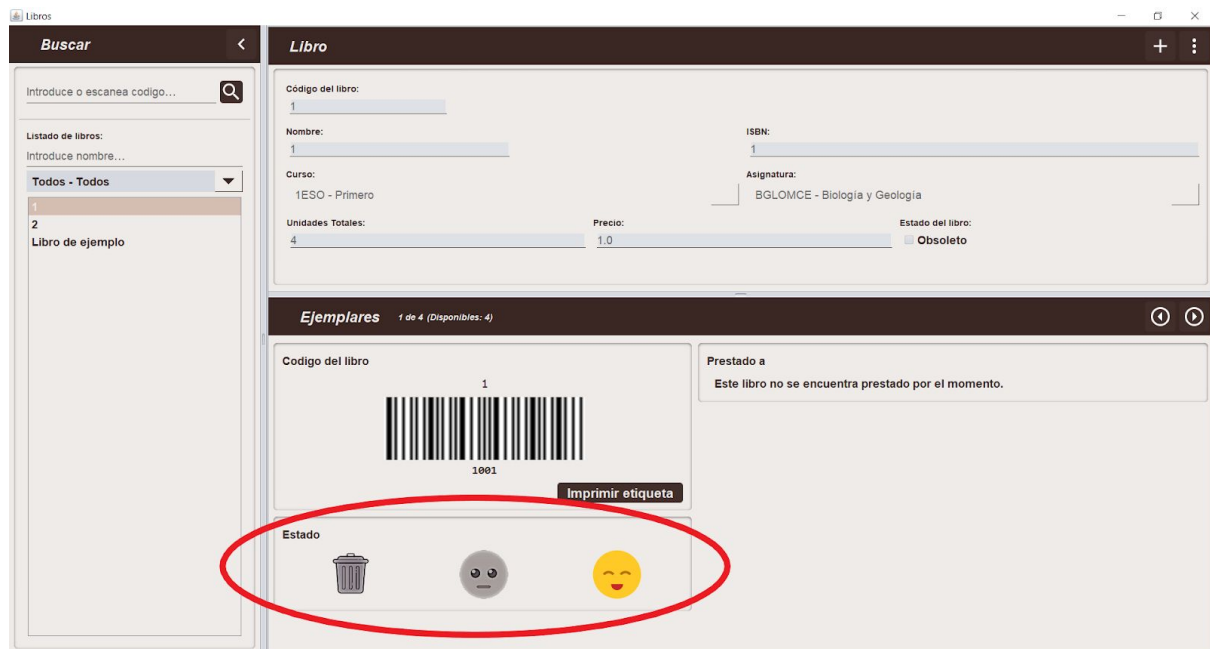 Libros
Buscar
Libro
Introduce o escanea codigo...
Listado de libros:
Introduce nombre...
Todos - Todos
1
2
Libro de ejemplo
Código del libro:
1
Nombre:
1
ISBN:
1
Curso:
1ESO - Primero
Asignatura:
BGLOMCE - Biología y Geología
Unidades Totales:
4
Precio:
1.0
Estado del libro:
Obsoleto
Ejemplares 1 de 4 (Disponibles: 4)
Codigo del libro
1
1001
Imprimir etiqueta
Prestado a
Este libro no se encuentra prestado por el momento.
Estado